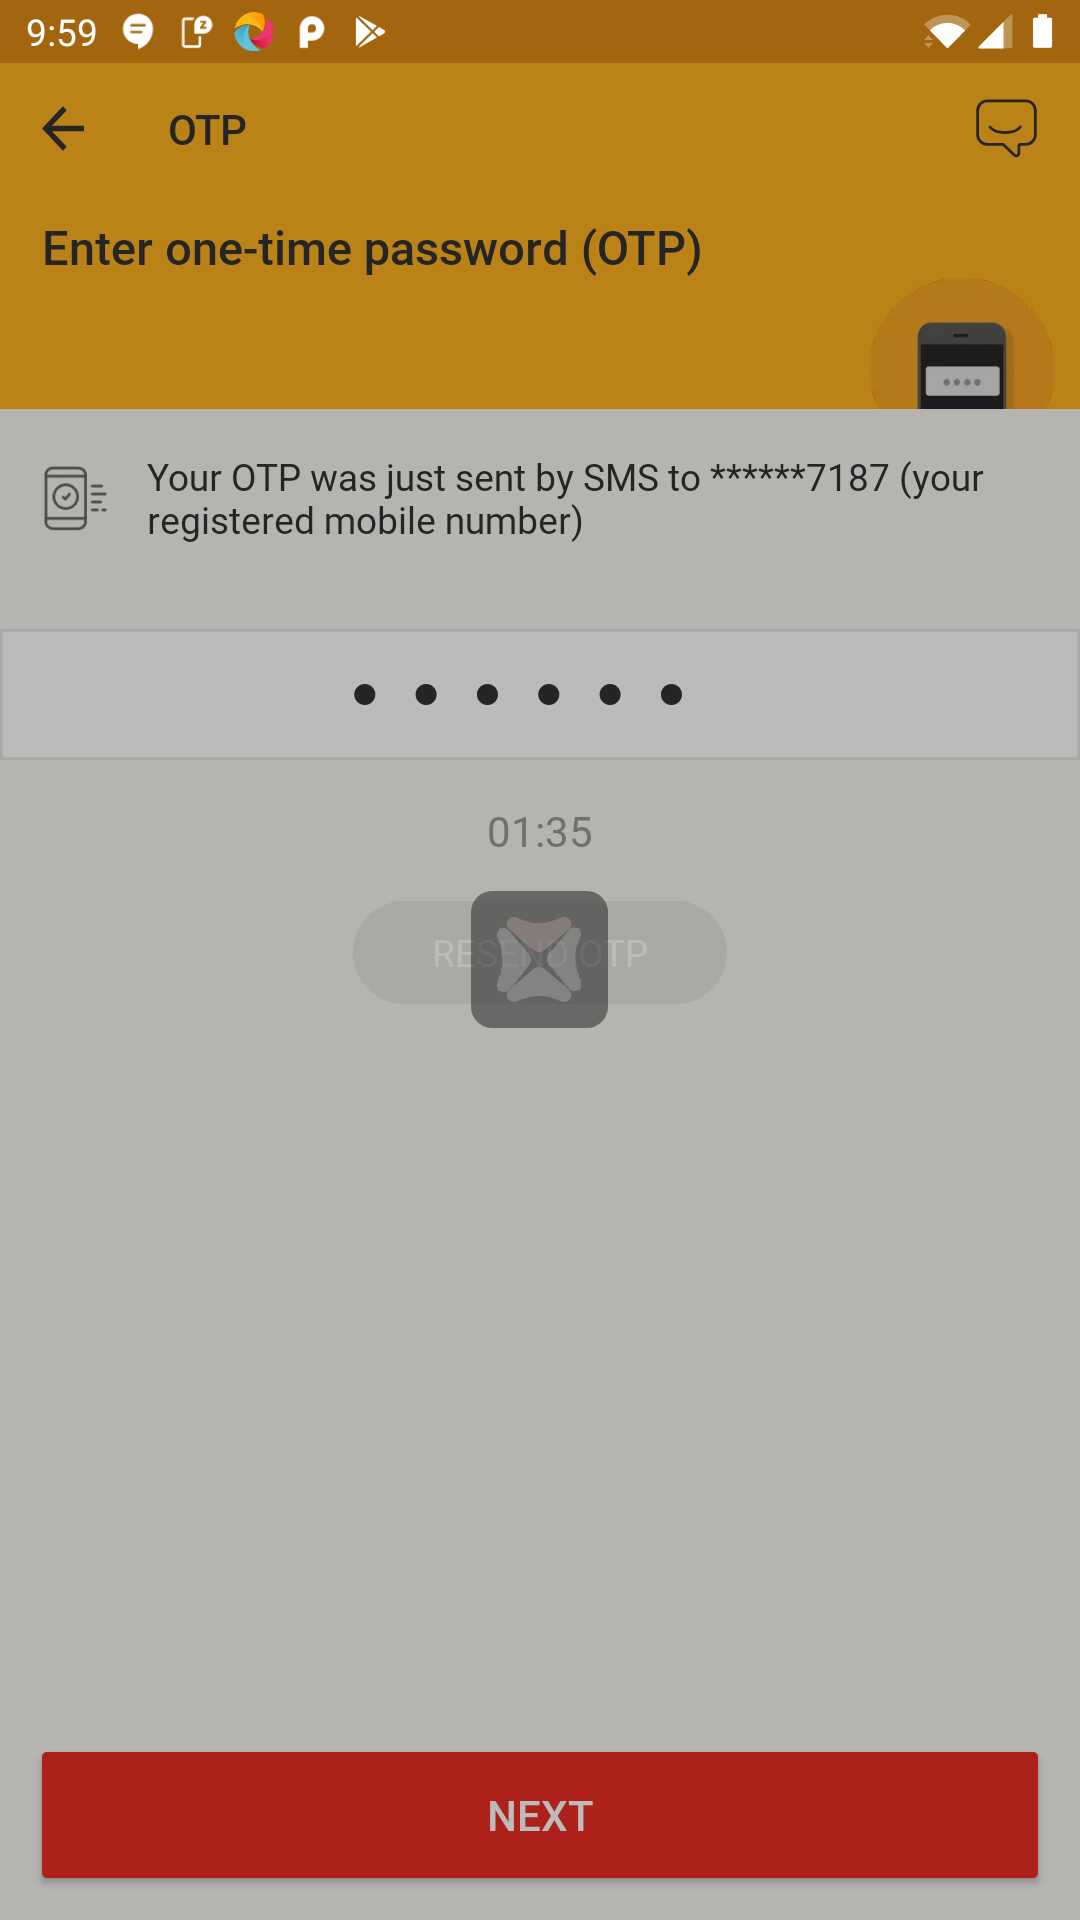 9:59
OTP
Enter one-time password (OTP)
Your OTP was just sent by SMS to ******7187 (your
registered mobile number)
● ● ● ● ● ●
01:35
RESEND OTP
NEXT